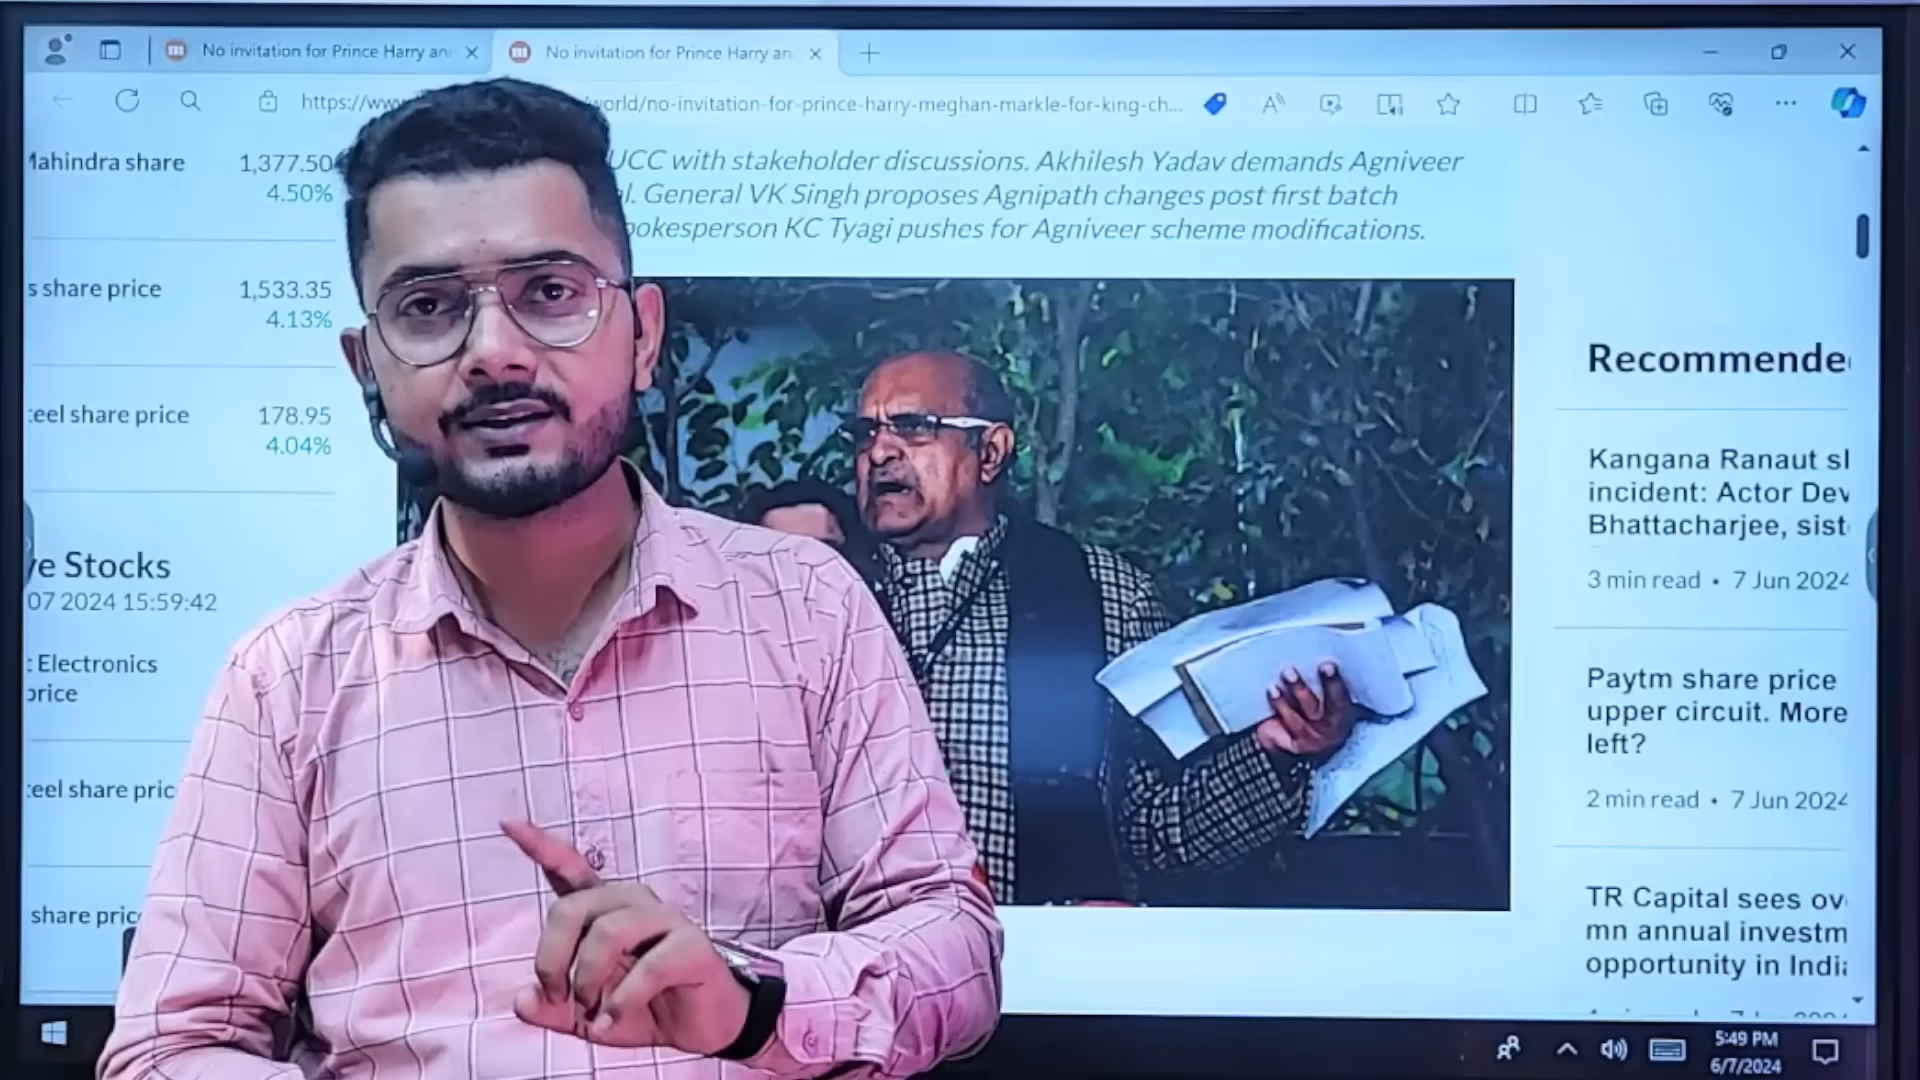 No invitation for Prince Harry an
No invitation for Prince Harry an
https://ww
world/no-invitation-for-prince-harry-meghan-markle-for-king-ch...
Mahindra share
1,377.50
4.50%
s share price
1,533.35
4.13%
teel share price
178.95
4.04%
ve Stocks
07 2024 15:59:42
t Electronics
price
teel share pric
share pric
UCC with stakeholder discussions. Akhilesh Yadav demands Agniveer
l. General VK Singh proposes Agnipath changes post first batch
pokesperson KC Tyagi pushes for Agniveer scheme modifications.
Recommende
Kangana Ranaut sl
incident: Actor Dev
Bhattacharjee, sist
3 min read • 7 Jun 2024
Paytm share price
upper circuit. More
left?
2 min read • 7 Jun 2024
TR Capital sees ov
mn annual investm
opportunity in India
5:49 PM
6/7/2024